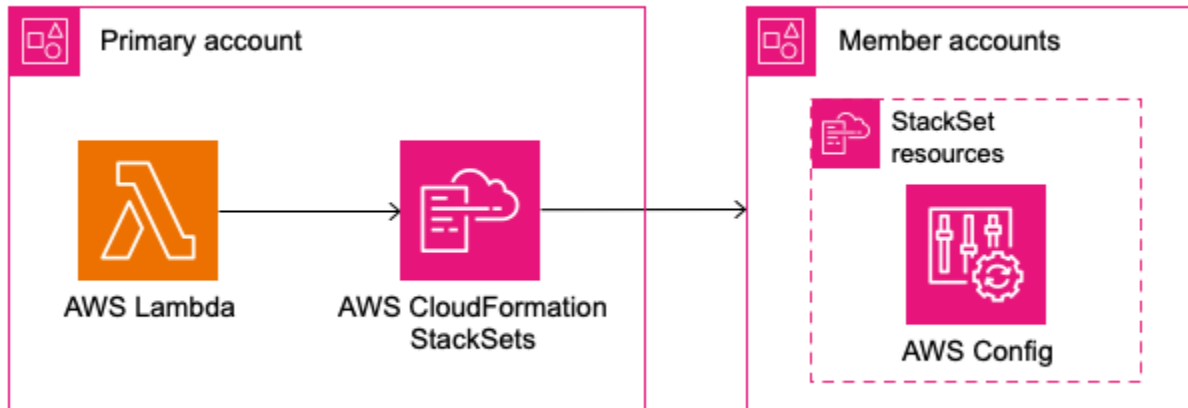 Primary account
Member accounts
StackSet
resources
AWS Lambda
AWS CloudFormation
StackSets
AWS Config